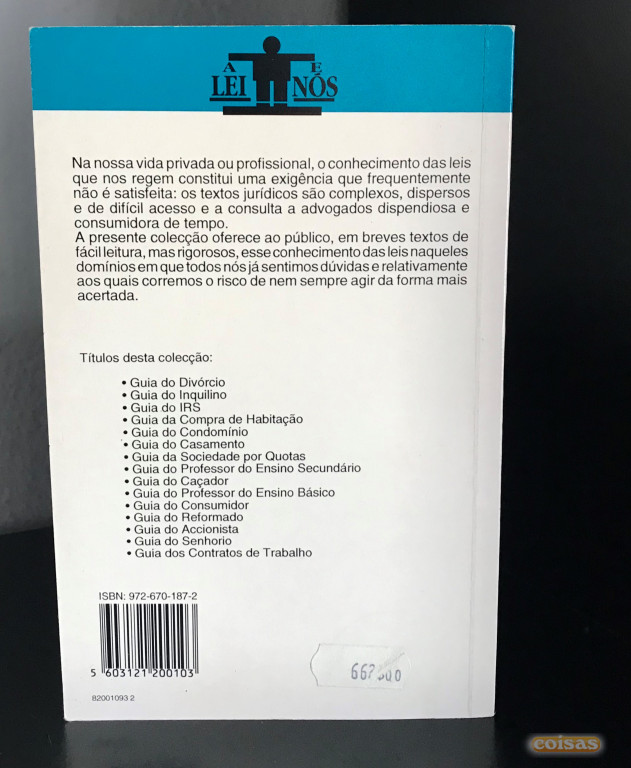 A E
LEI NÓS
Na nossa vida privada ou profissional, o conhecimento das leis
que nos regem constitui uma exigência que frequentemente
não é satisfeita: os textos jurídicos são complexos, dispersos
e de difícil acesso e a consulta a advogados dispendiosa e
consumidora de tempo.
A presente colecção oferece ao público, em breves textos de
fácil leitura, mas rigorosos, esse conhecimento das leis naqueles
domínios em que todos nós já sentimos dúvidas e relativamente
aos quais corremos o risco de nem sempre agir da forma mais
acertada.
Títulos desta colecção:
• Guia do Divórcio
• Guia do Inquilino
• Guia do IRS
• Guia da Compra de Habitação
• Guia do Condomínio
• Guia do Casamento
• Guia da Sociedade por Quotas
• Guia do Professor do Ensino Secundário
• Guia do Caçador
• Guia do Professor do Ensino Básico
• Guia do Consumidor
• Guia do Reformado
• Guia do Accionista
• Guia do Senhorio
• Guia dos Contratos de Trabalho
ISBN: 972-670-187-2
5 603121 200103
82001093 2
coisas